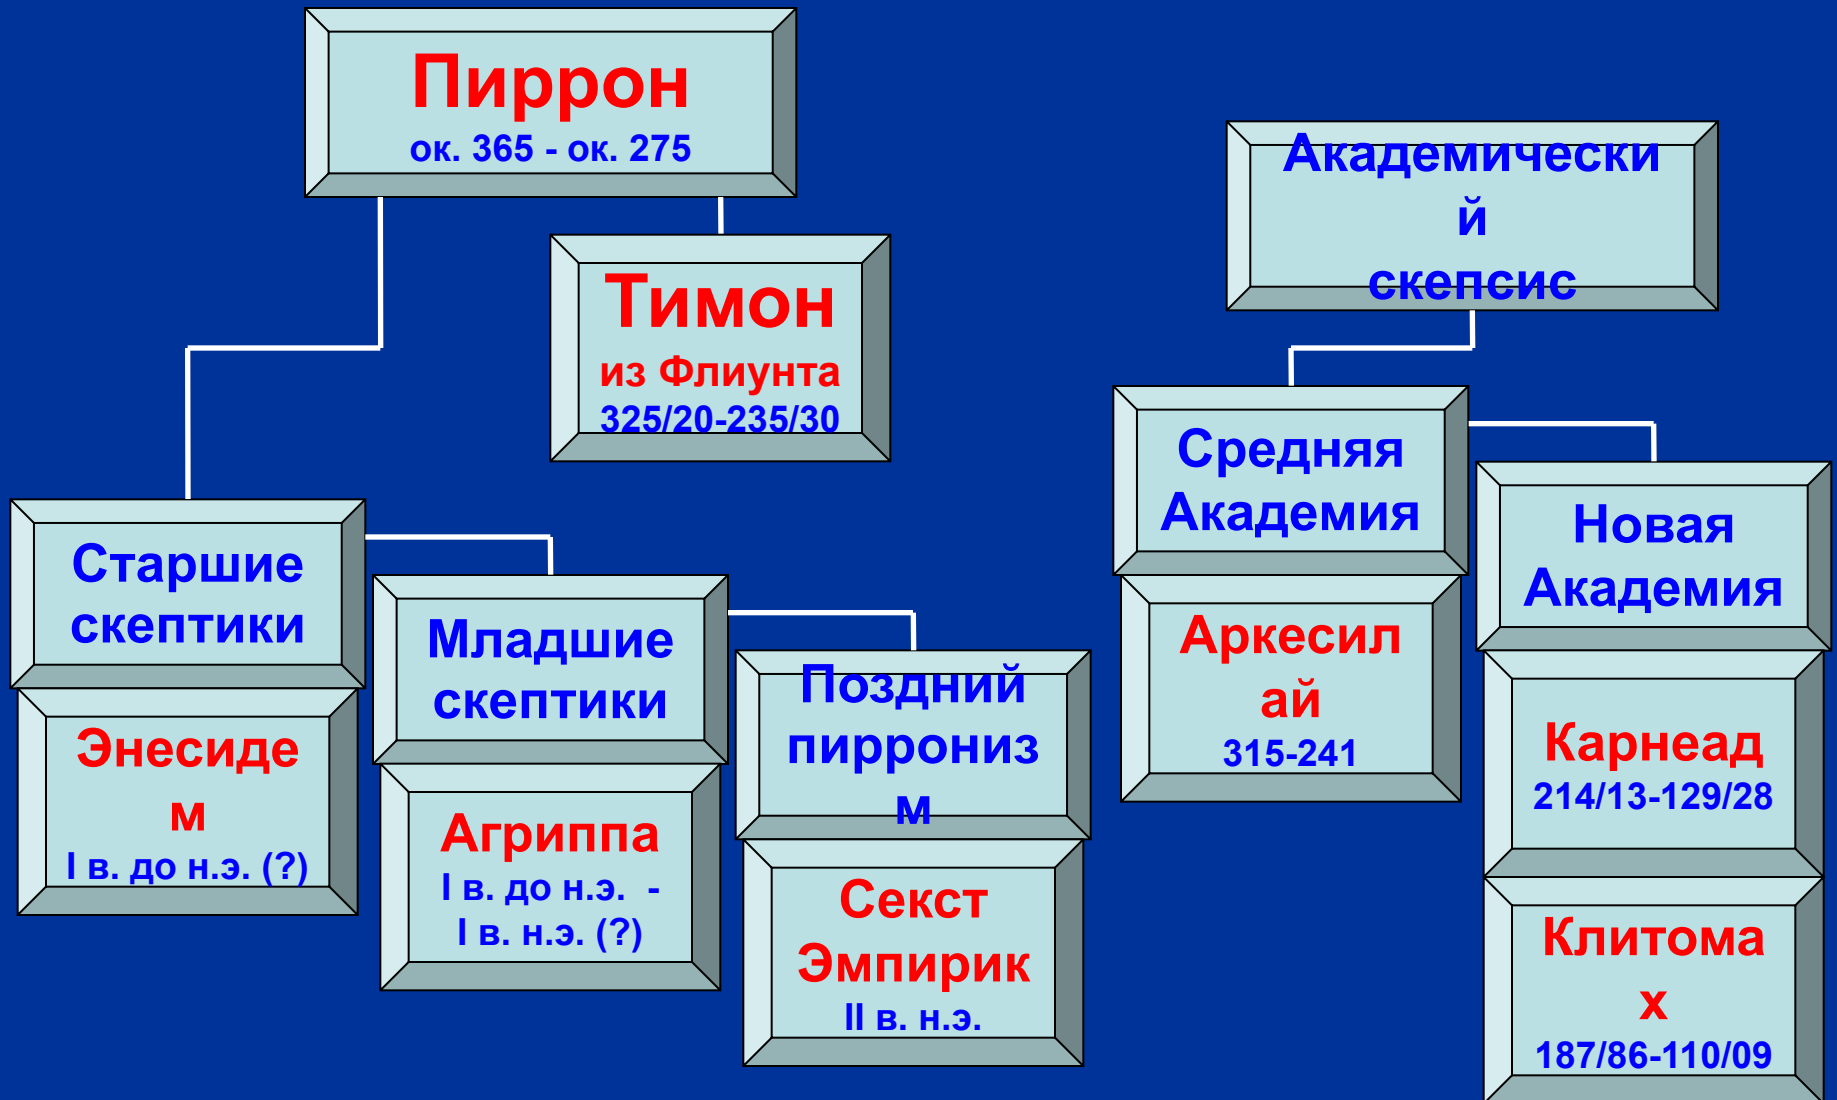 Пиррон
ок. 365 - ок. 275
Тимон
из Флиунта
325/20-235/30
Старшие
скептики
Энесиде
м
I в. до н.э. (?)
Младшие
скептики
Агриппа
I в. до н.э. -
I в. н.э. (?)
Поздний
пиррониз
м
Секст
Эмпирик
II в. н.э.
Академически
й
скепсис
Средняя
Академия
Аркесил
ай
315-241
Новая
Академия
Карнеад
214/13-129/28
Клитома
х
187/86-110/09